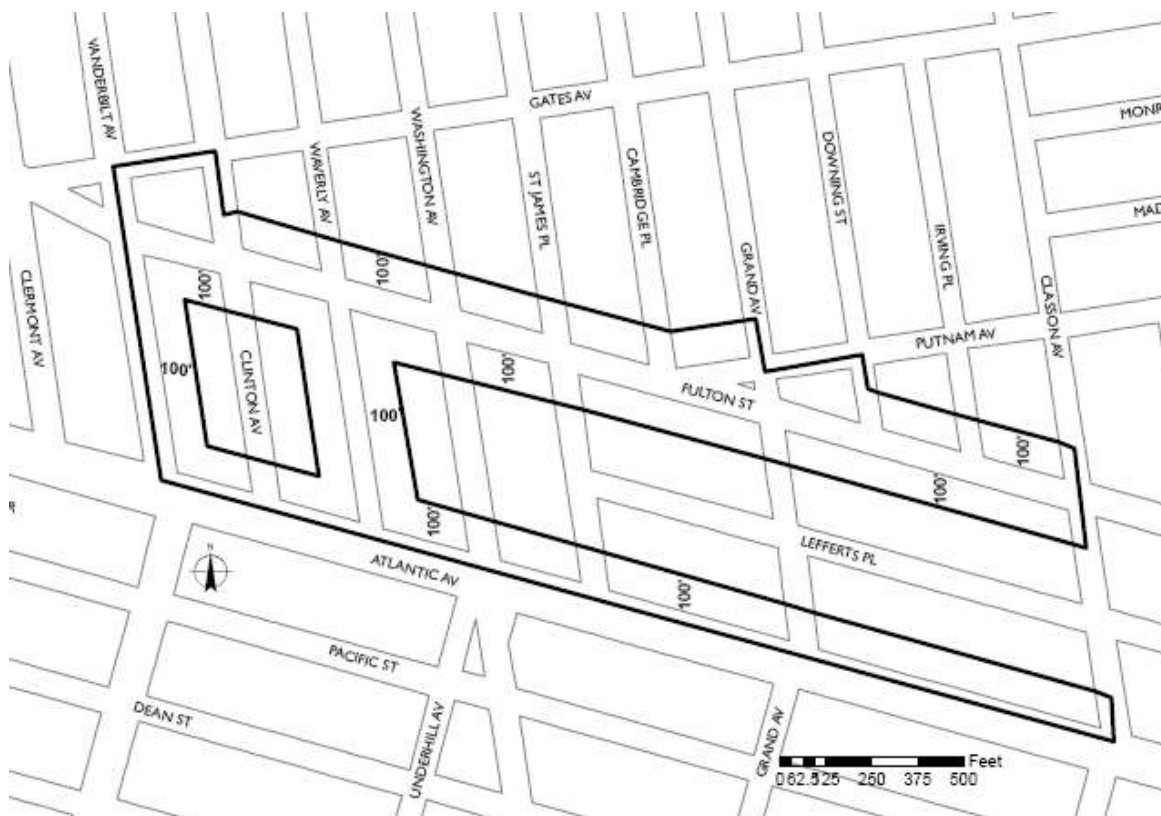 VANDERBILT AV
GATES AV
MONR
WAVERLY AV
WASHINGTON AV
ST JAMES PL
CAMBRIDGE PL
DOWNING ST
MAD
CLERMONT AV
100'
100'
GRAND AV
IRVING PL
CLASSON AV
PUTNAM AV
100'
CLINTON AV
100'
FULTON ST
100'
100'
100'
100'
LEFFERTS PL
N
ATLANTIC AV
100'
PACIFIC ST
DEAN ST
UNDERHILL AV
GRAND AV
Feet
0 62.5 125 250 375 500